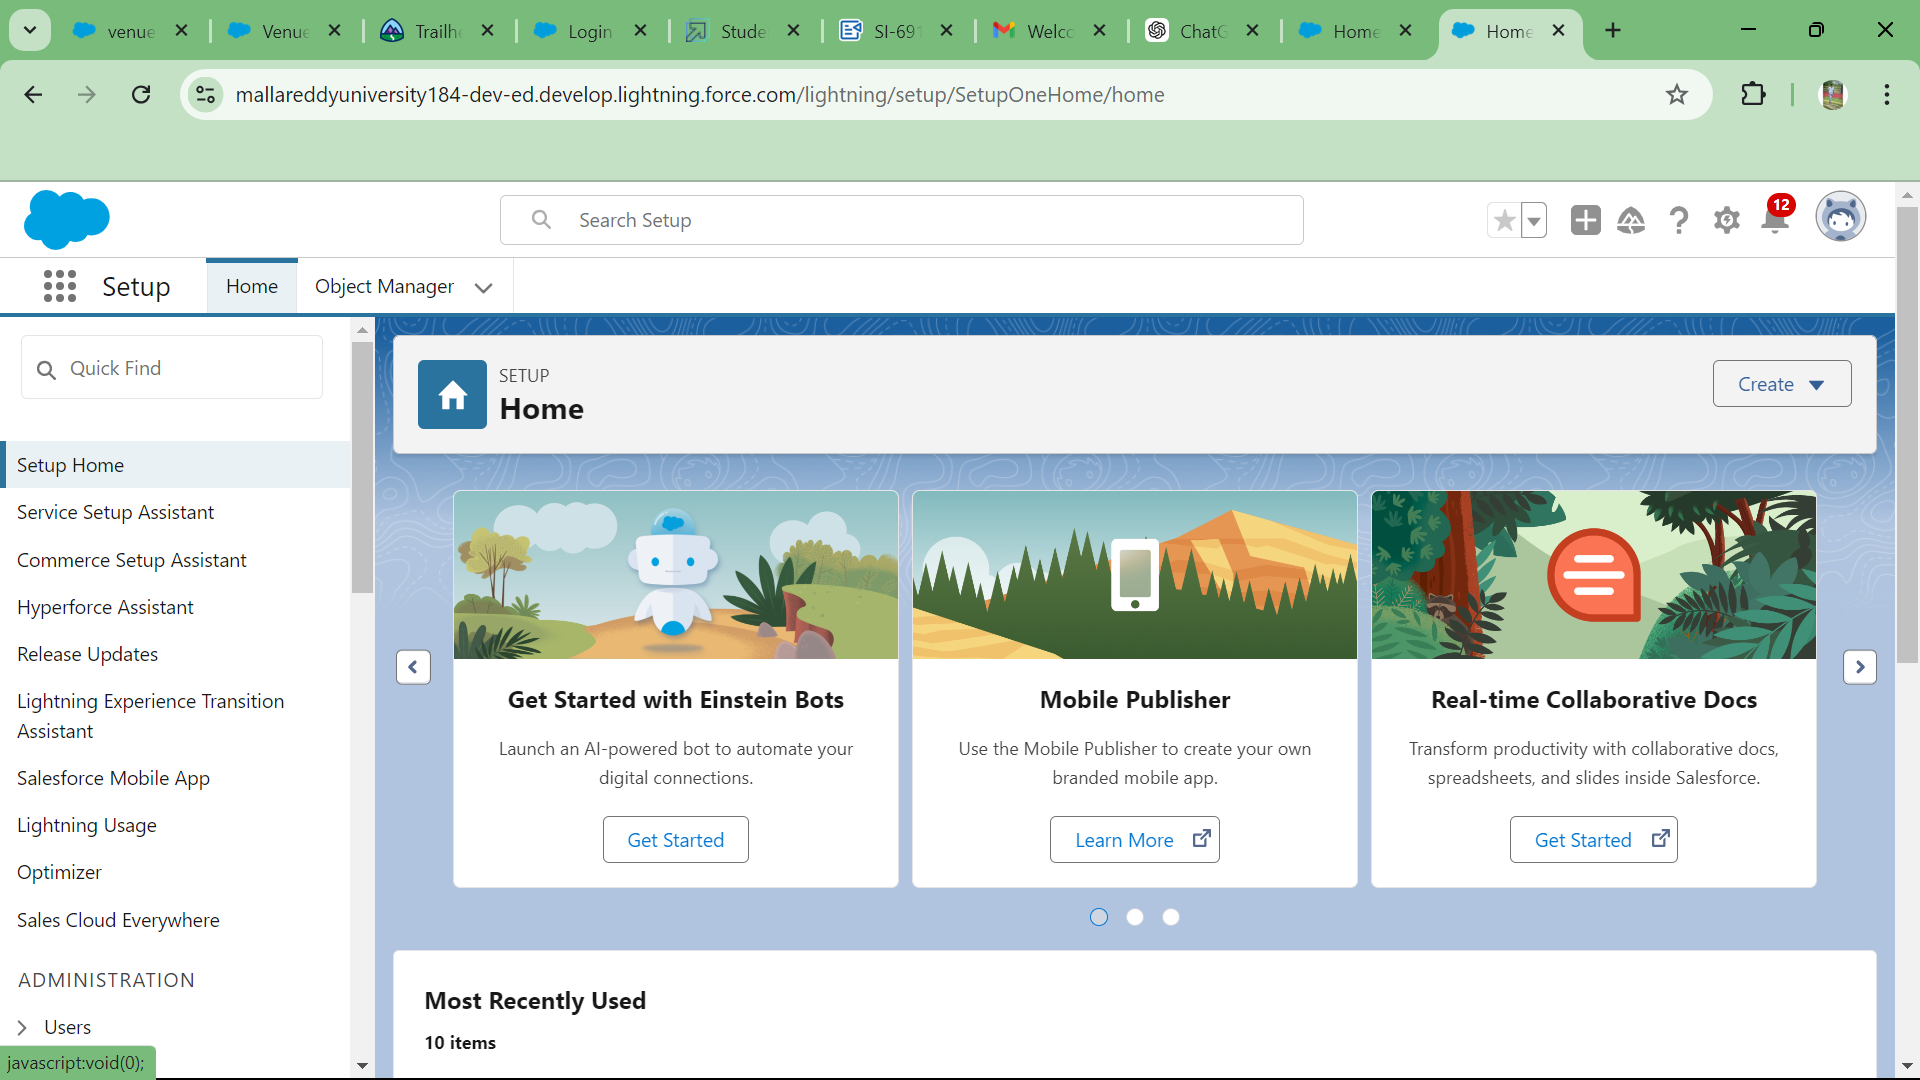 venue
Venue
Trailhe
Login
Stude
SI-691
Welco
ChatG
Home
Home
mallareddyuniversity184-dev-ed.develop.lightning.force.com/lightning/setup/SetupOneHome/home
Search Setup
12
Setup
Home
Object Manager
Quick Find
Setup Home
Service Setup Assistant
Commerce Setup Assistant
Hyperforce Assistant
Release Updates
Lightning Experience Transition
Assistant
Salesforce Mobile App
Lightning Usage
Optimizer
Sales Cloud Everywhere
ADMINISTRATION
Users
javascript:void(0);
SETUP
Home
Create
Get Started with Einstein Bots
Launch an AI-powered bot to automate your
digital connections.
Get Started
Mobile Publisher
Use the Mobile Publisher to create your own
branded mobile app.
Learn More
Real-time Collaborative Docs
Transform productivity with collaborative docs,
spreadsheets, and slides inside Salesforce.
Get Started
Most Recently Used
10 items